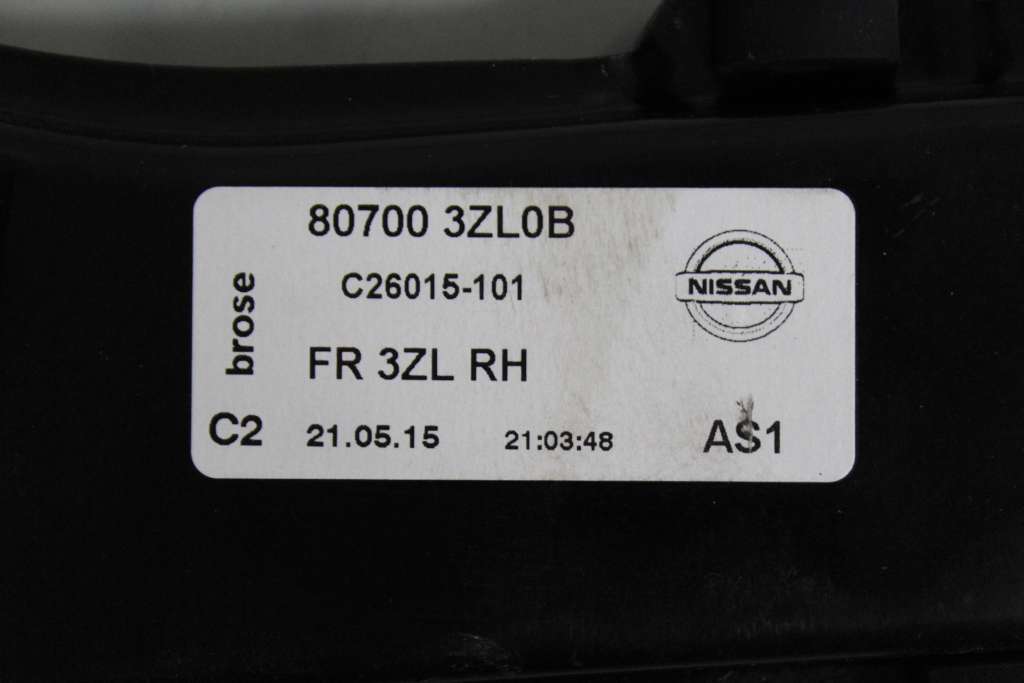 80700 3ZL0B
C26015-101
NISSAN
brose
FR 3ZL RH
C2 21.05.15 21:03:48 AS1